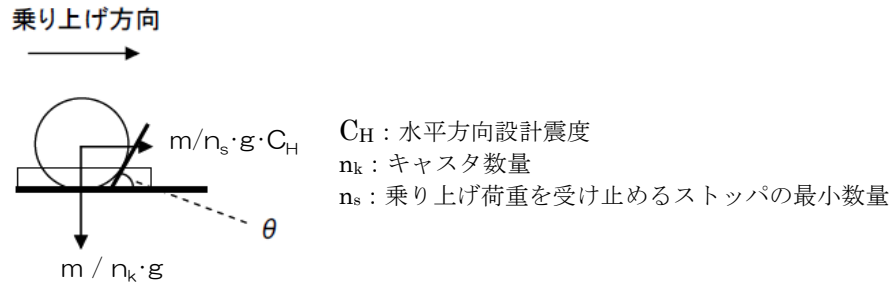 乗り上げ方向
m/nₛ·g·C_H
C_H：水平方向設計震度
nₖ：キャスタ数量
nₛ：乗り上げ荷重を受け止めるストッパの最小数量
θ
m / nₖ·g